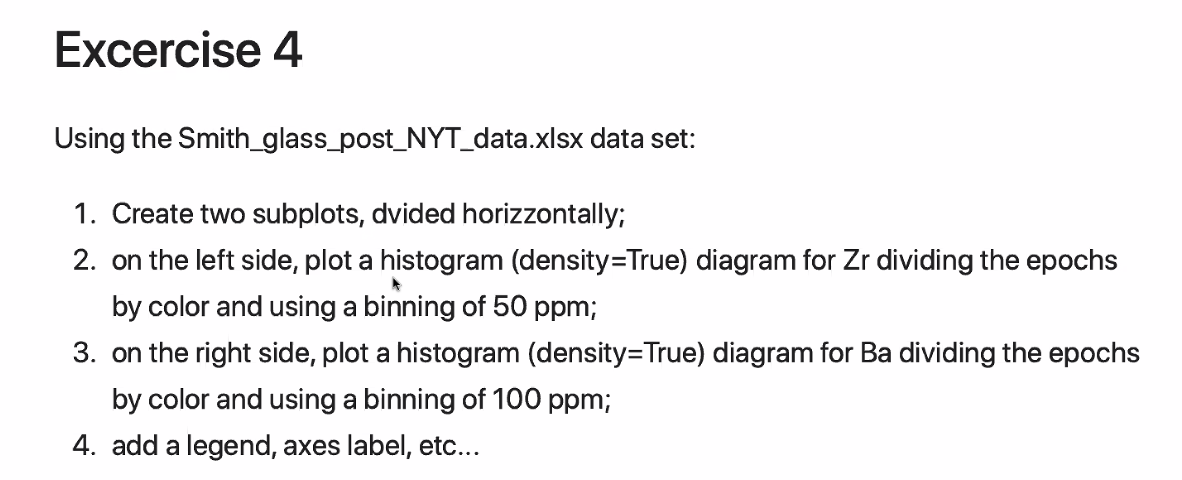 Excercise 4
Using the Smith_glass_post_NYT_data.xlsx data set:
1. Create two subplots, dvided horizzontally;
2. on the left side, plot a histogram (density=True) diagram for Zr dividing the epochs
by color and using a binning of 50 ppm;
3. on the right side, plot a histogram (density=True) diagram for Ba dividing the epochs
by color and using a binning of 100 ppm;
4. add a legend, axes label, etc...